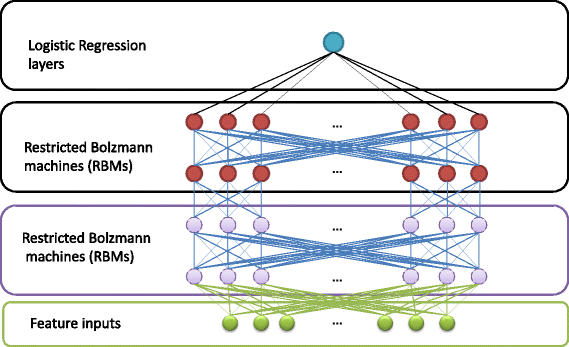 Logistic Regression
layers
...
Restricted Bolzmann
machines (RBMs)
...
...
Restricted Bolzmann
machines (RBMs)
...
Feature inputs
...